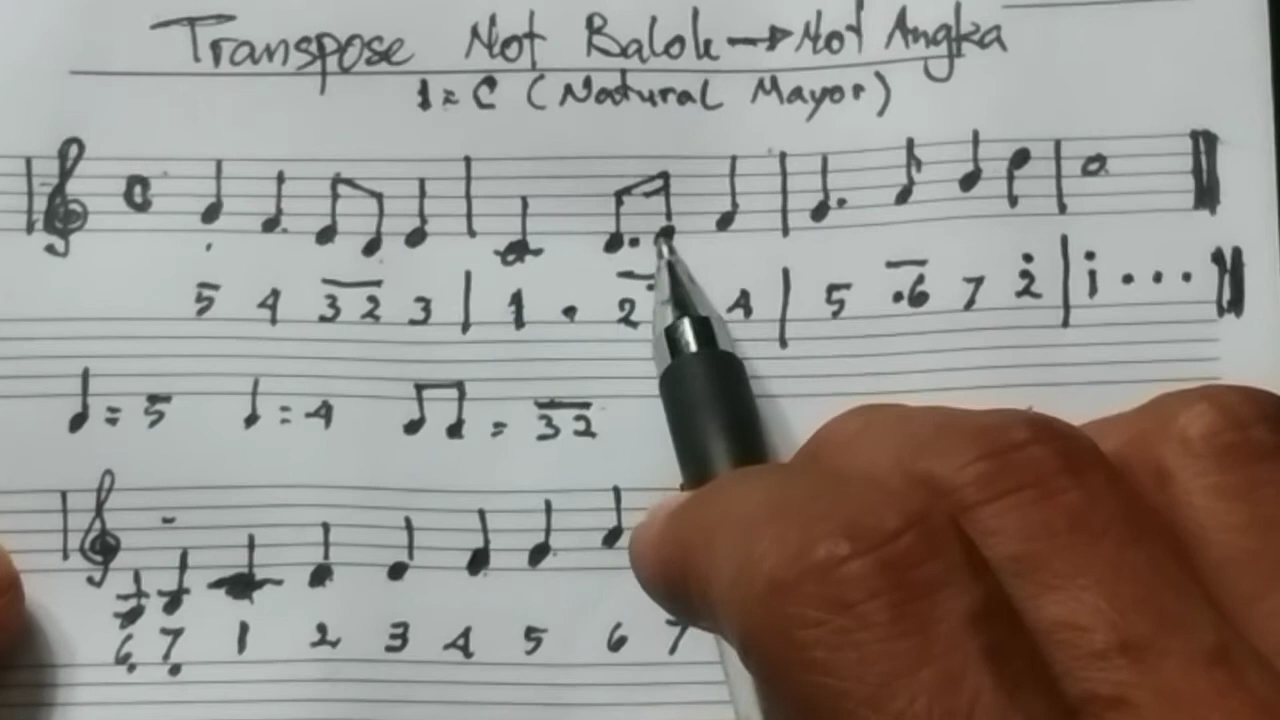 Transpose Not Balok → Not Angka
1 = C (Natural Mayor)
5 4 3 2 3 | 1 . 2 4 | 5 .6 7 2̇ | 1̇ . . .
= 5 = 4 = 3 2
6̣ 7̣ 1 2 3 4 5 6 7